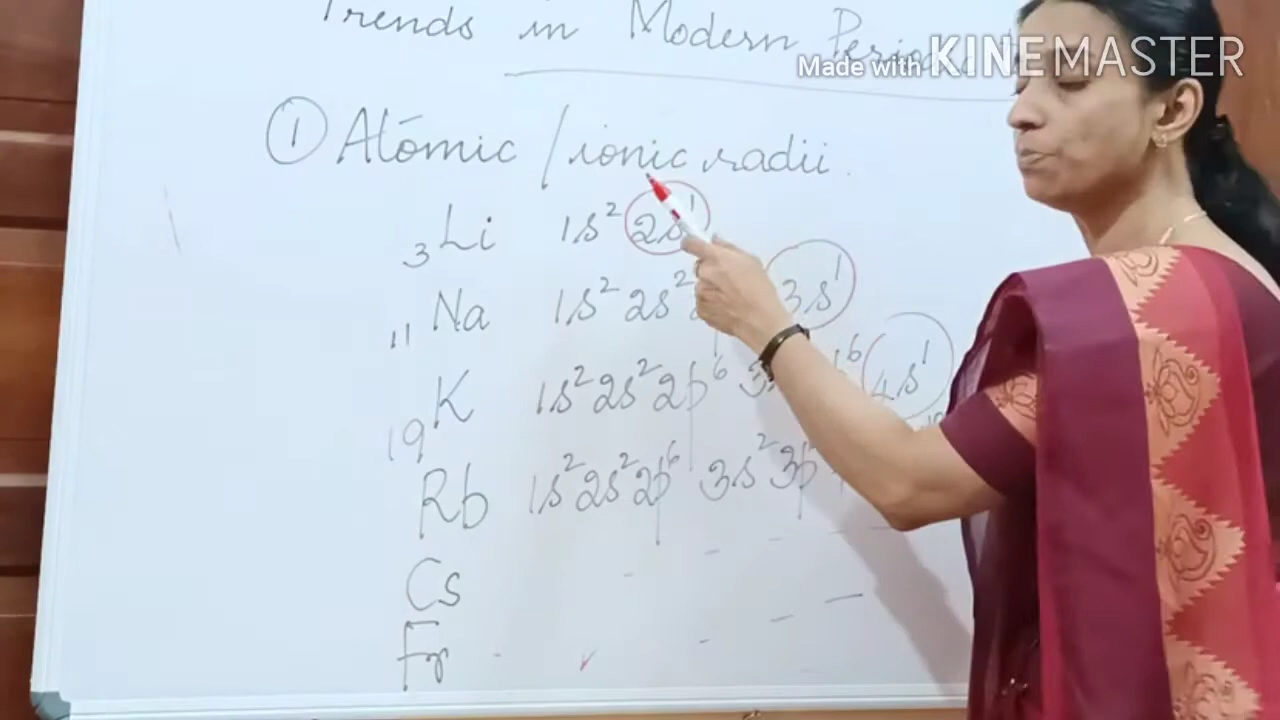 Trends in Modern
Made with KINEMASTER
① Atomic / ionic radii.
₃Li 1s² 2s¹
₁₁Na 1s² 2s² 3s¹
₁₉K 1s² 2s² 2p⁶ 4s¹
Rb 1s² 2s² 2p⁶ 3s² 3p
Cs
Fr